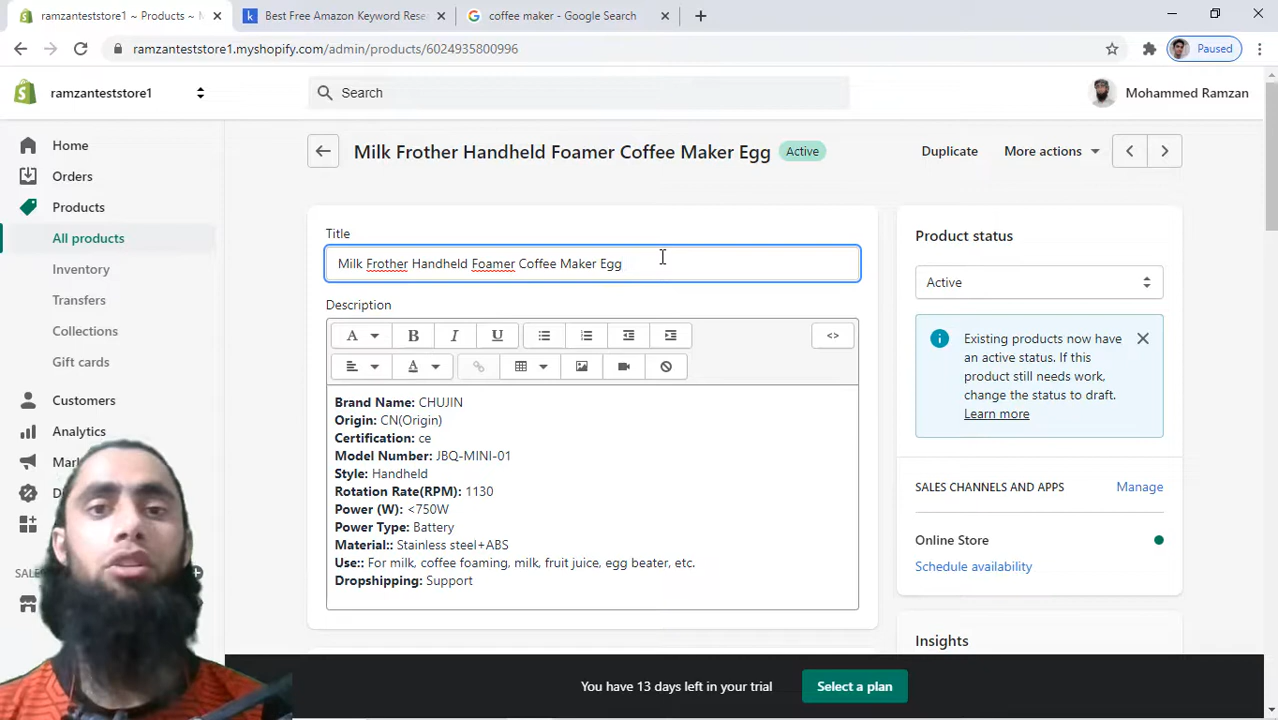 ramzanteststore1 ~ Products ~ M
Best Free Amazon Keyword Rese
coffee maker - Google Search
ramzanteststore1.myshopify.com/admin/products/6024935800996
Paused
ramzanteststore1
Search
Mohammed Ramzan
Home
Orders
Products
All products
Inventory
Transfers
Collections
Gift cards
Customers
Analytics
Mar
D
SALE
Milk Frother Handheld Foamer Coffee Maker Egg
Active
Duplicate
More actions
Title
Milk Frother Handheld Foamer Coffee Maker Egg
Description
A
B
I
U
<>
A
Brand Name: CHUJIN
Origin: CN(Origin)
Certification: ce
Model Number: JBQ-MINI-01
Style: Handheld
Rotation Rate(RPM): 1130
Power (W): <750W
Power Type: Battery
Material:: Stainless steel+ABS
Use:: For milk, coffee foaming, milk, fruit juice, egg beater, etc.
Dropshipping: Support
Product status
Active
Existing products now have
an active status. If this
product still needs work,
change the status to draft.
Learn more
SALES CHANNELS AND APPS
Manage
Online Store
Schedule availability
Insights
You have 13 days left in your trial
Select a plan